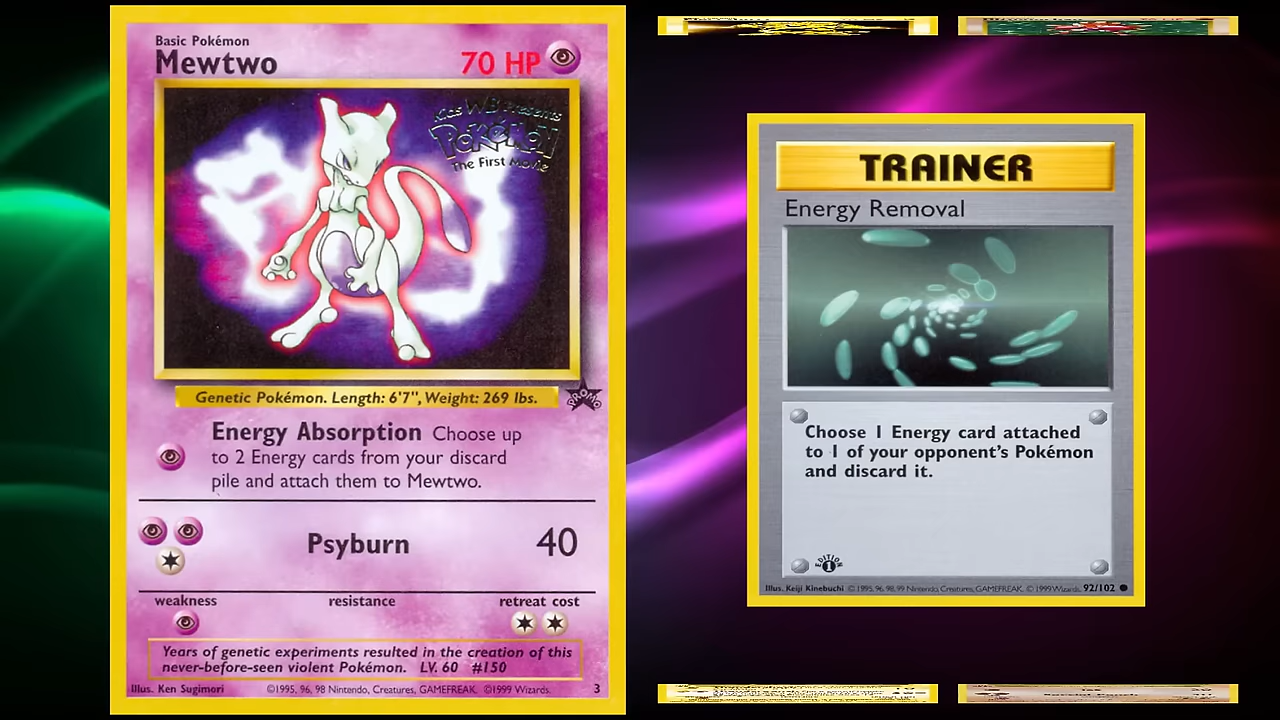 Basic Pokémon
Mewtwo
70 HP
Kids WB Presents
Pokémon
The First Movie
Genetic Pokémon. Length: 6'7", Weight: 269 lbs.
PROMO
Energy Absorption Choose up
to 2 Energy cards from your discard
pile and attach them to Mewtwo.
Psyburn 40
weakness resistance retreat cost
Years of genetic experiments resulted in the creation of this
never-before-seen violent Pokémon. LV. 60 #150
Illus. Ken Sugimori ©1995, 96, 98 Nintendo, Creatures, GAMEFREAK. ©1999 Wizards. 3
TRAINER
Energy Removal
Choose 1 Energy card attached
to 1 of your opponent's Pokémon
and discard it.
EDITION
1
Illus. Keiji Kinebuchi ©1995, 96, 98, 99 Nintendo, Creatures, GAMEFREAK. ©1999 Wizards. 92/102